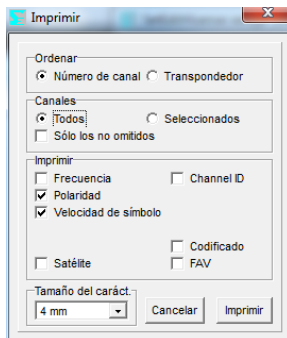 Imprimir
Ordenar
Número de canal Transpondedor
Canales
Todos Seleccionados
Sólo los no omitidos
Imprimir
Frecuencia Channel ID
Polaridad
Velocidad de símbolo
Codificado
Satélite FAV
Tamaño del caráct.
4 mm Cancelar Imprimir